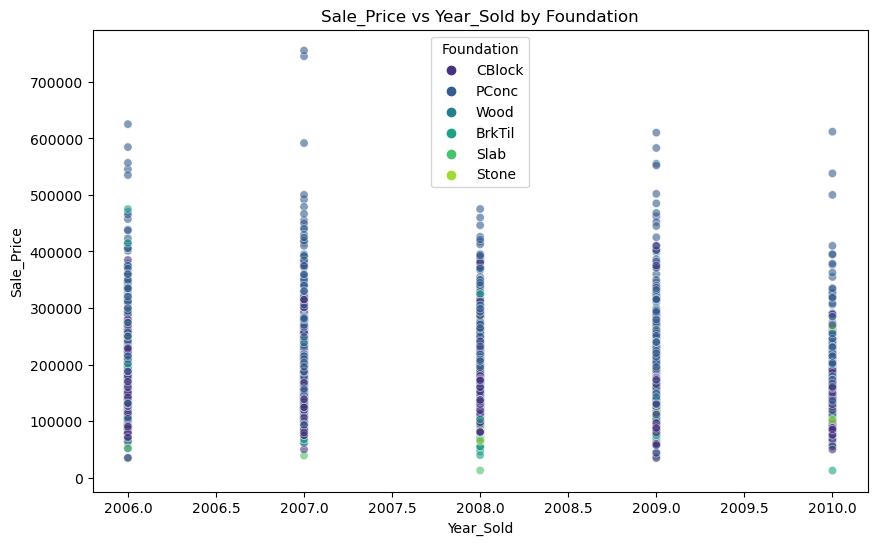 Sale_Price vs Year_Sold by Foundation
Foundation
CBlock
PConc
Wood
BrkTil
Slab
Stone
700000
600000
500000
400000
300000
200000
100000
0
Sale_Price
2006.0 2006.5 2007.0 2007.5 2008.0 2008.5 2009.0 2009.5 2010.0
Year_Sold